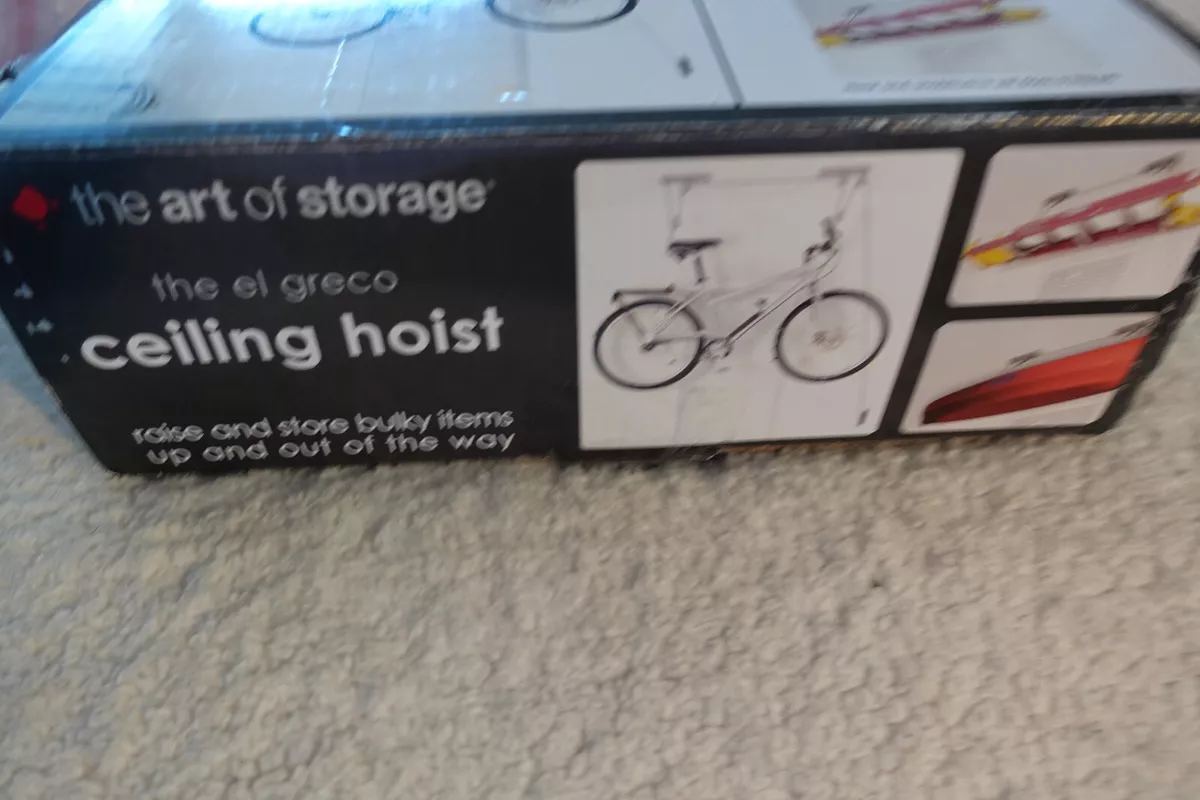 the art of storage
the el greco
ceiling hoist
raise and store bulky items
up and out of the way